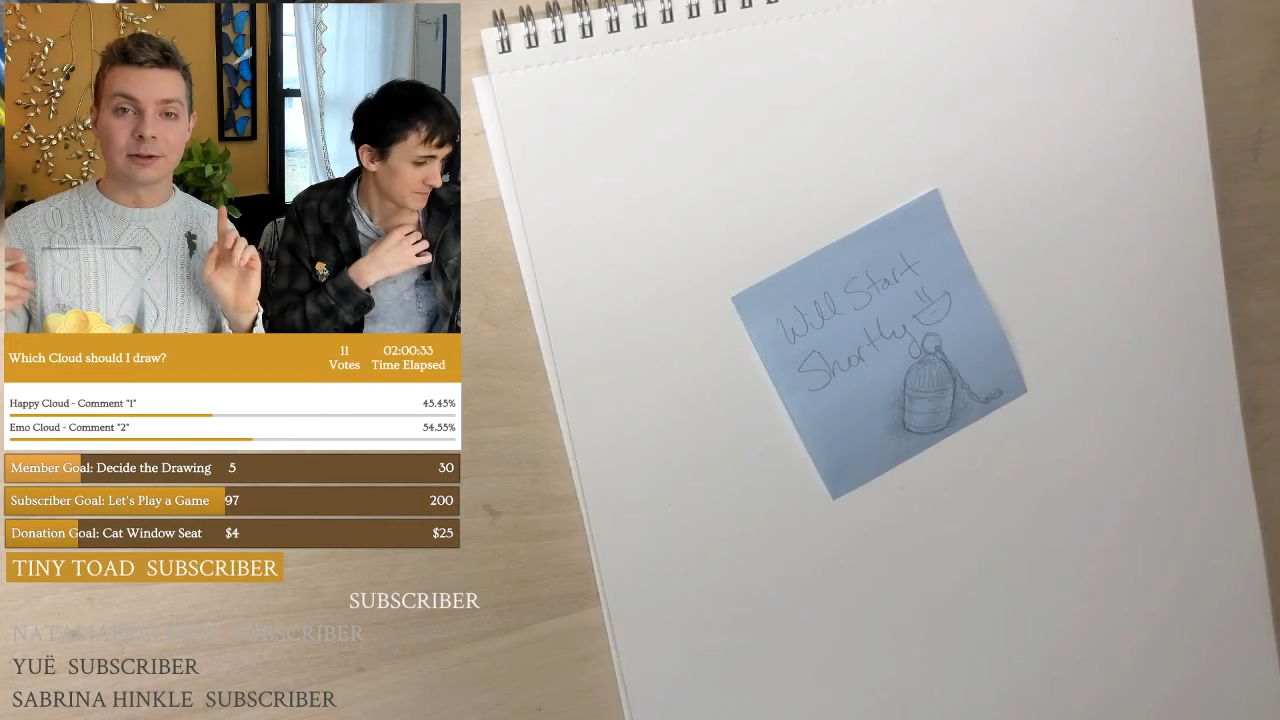 Which Cloud should I draw?
11 Votes
02:00:33 Time Elapsed
Happy Cloud - Comment "1" 45.45%
Emo Cloud - Comment "2" 54.55%
Member Goal: Decide the Drawing 5 30
Subscriber Goal: Let's Play a Game 97 200
Donation Goal: Cat Window Seat $4 $25
TINY TOAD SUBSCRIBER
SUBSCRIBER
SUBSCRIBER
YUË SUBSCRIBER
SABRINA HINKLE SUBSCRIBER
Will Start
Shortly